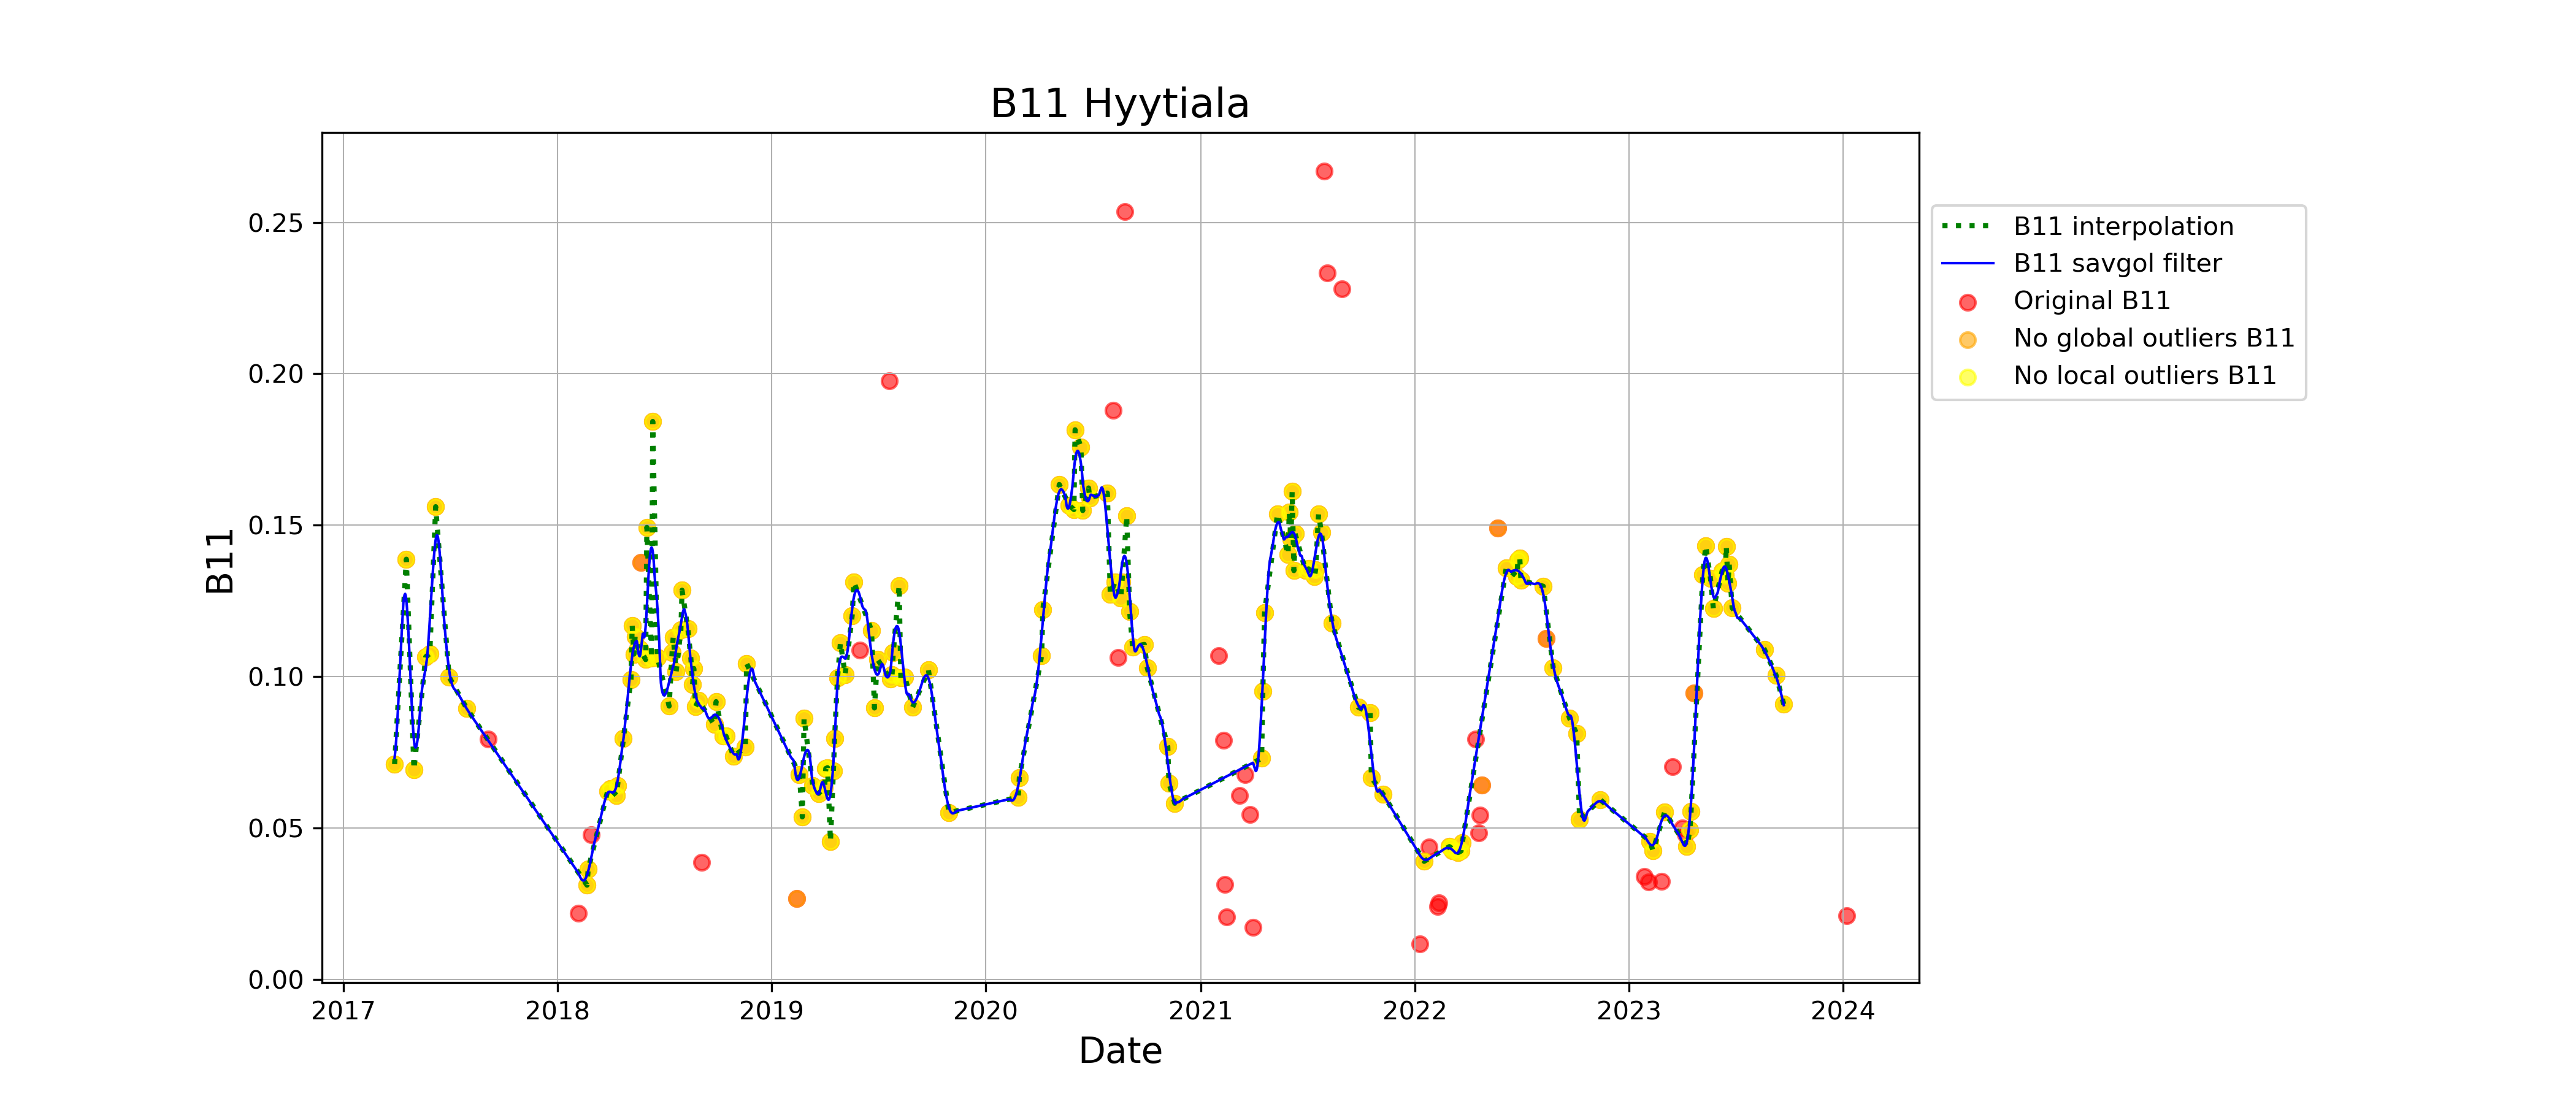 B11 Hyytiala
0.25
0.20
0.15
0.10
0.05
0.00
B11
2017 2018 2019 2020 2021 2022 2023 2024
Date
B11 interpolation
B11 savgol filter
Original B11
No global outliers B11
No local outliers B11